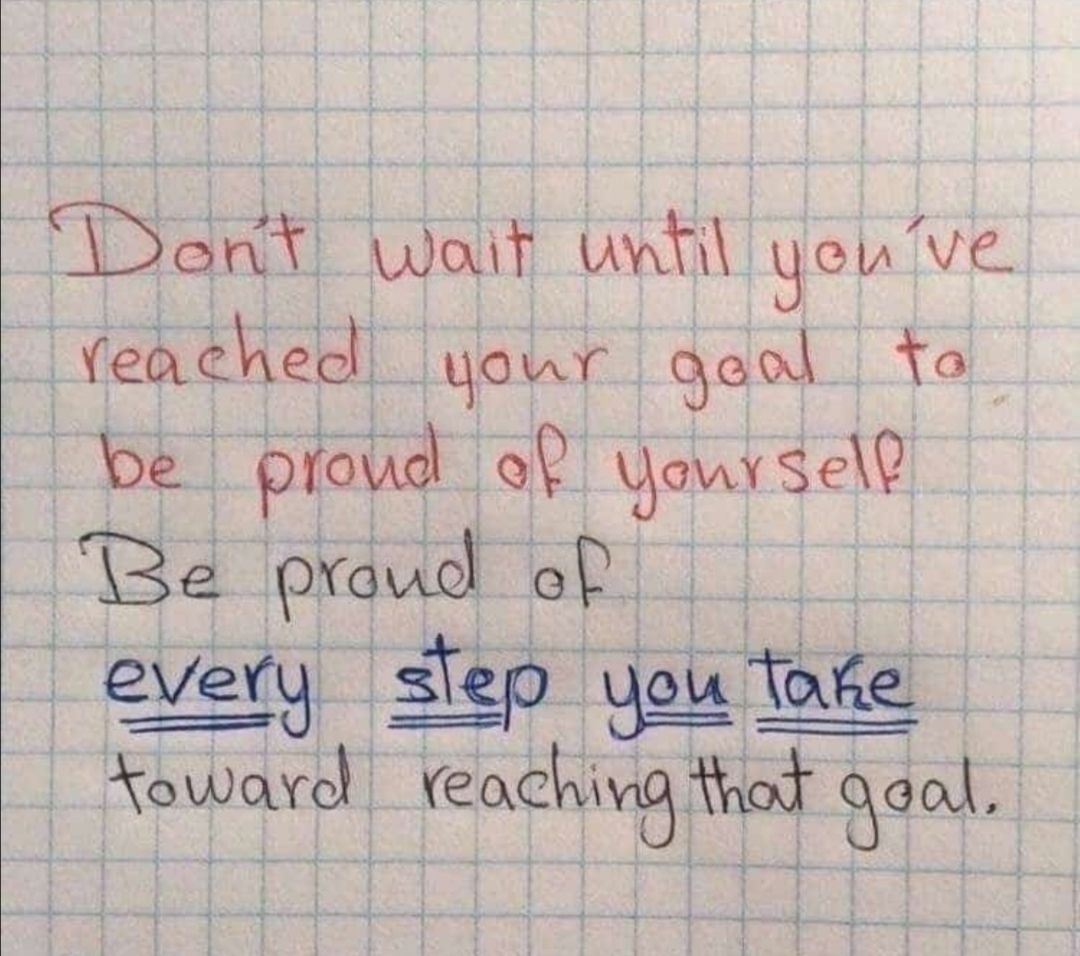 Don't wait until you've
reached your goal to
be proud of yourself
Be proud of
every step you take
toward reaching that goal.